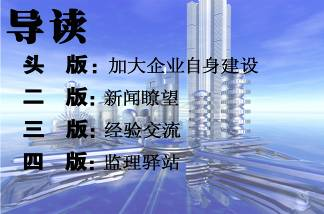 导读
头 版：加大企业自身建设
二 版：新闻瞭望
三 版：经验交流
四 版：监理驿站